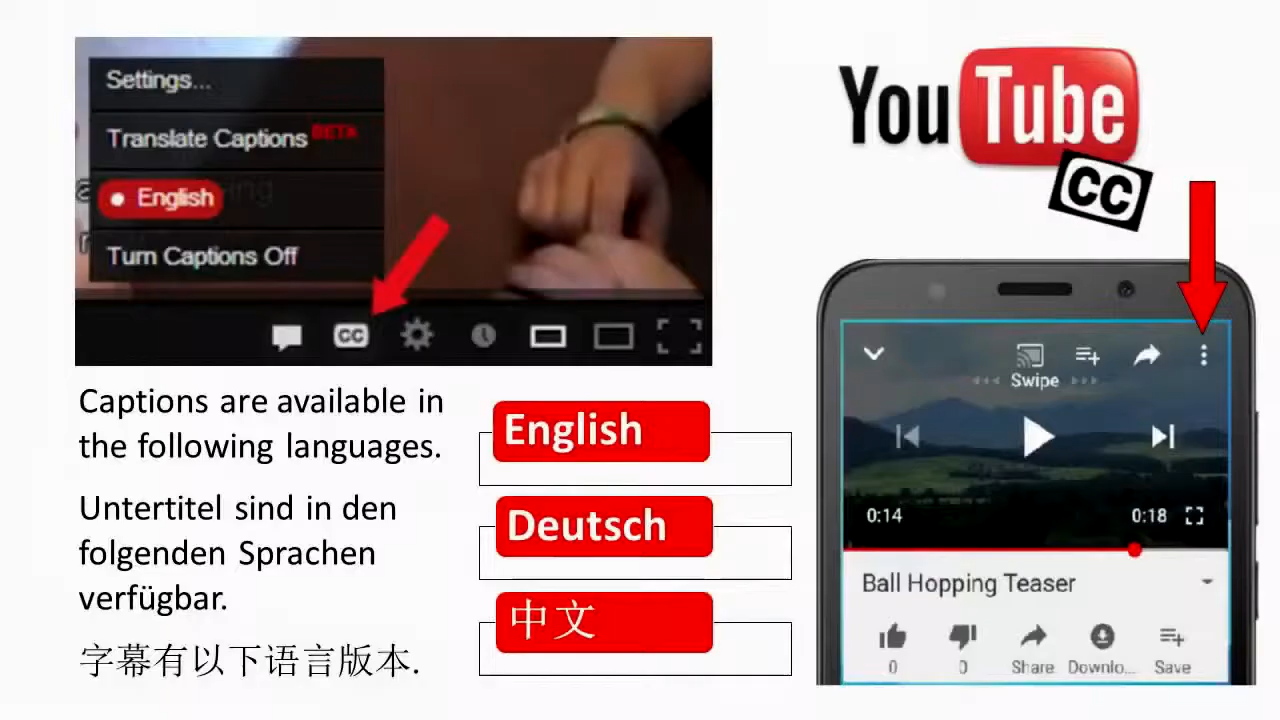 Settings...
Translate Captions BETA
English
Turn Captions Off
CC
Captions are available in
the following languages.
Untertitel sind in den
folgenden Sprachen
verfügbar.
字幕有以下语言版本.
English
Deutsch
中文
YouTube
CC
Swipe
0:14
0:18
Ball Hopping Teaser
0
0
Share
Downlo...
Save